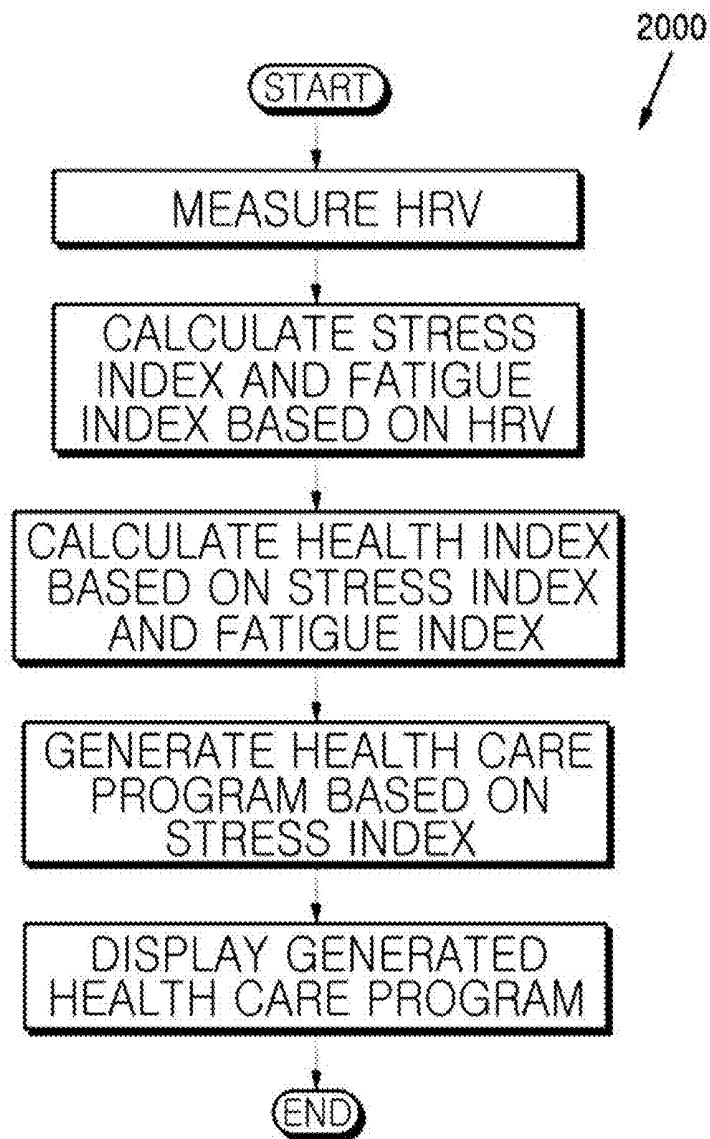 2000
START
MEASURE HRV
CALCULATE STRESS
INDEX AND FATIGUE
INDEX BASED ON HRV
CALCULATE HEALTH INDEX
BASED ON STRESS INDEX
AND FATIGUE INDEX
GENERATE HEALTH CARE
PROGRAM BASED ON
STRESS INDEX
DISPLAY GENERATED
HEALTH CARE PROGRAM
END